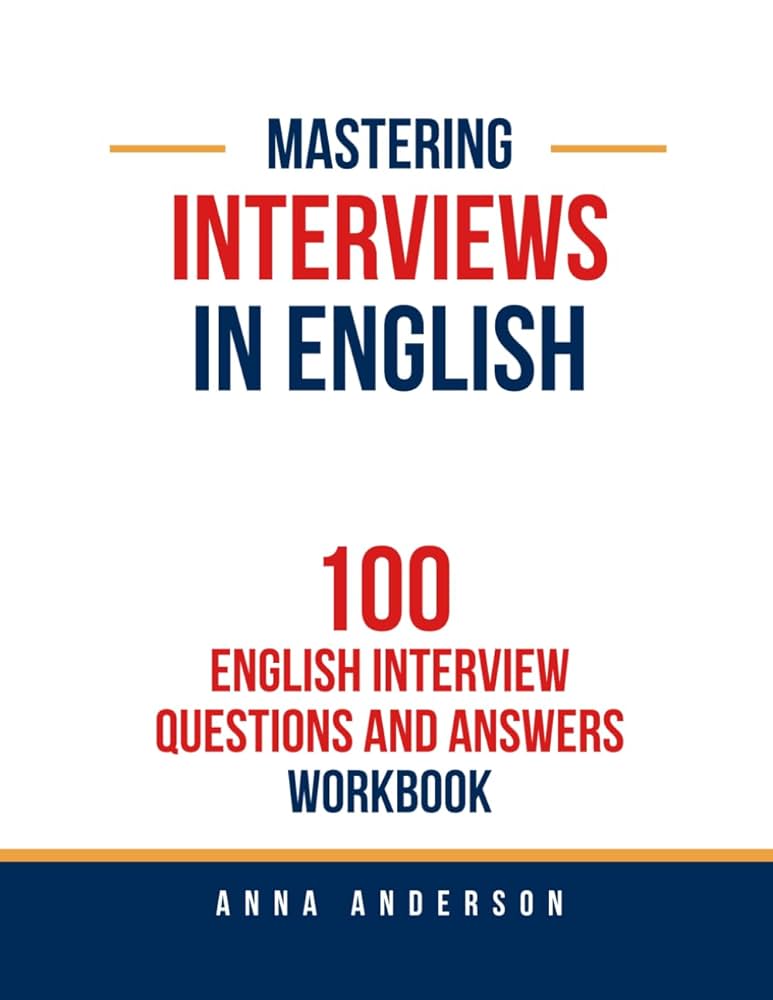 MASTERING
INTERVIEWS
IN ENGLISH
100
ENGLISH INTERVIEW
QUESTIONS AND ANSWERS
WORKBOOK
ANNA ANDERSON